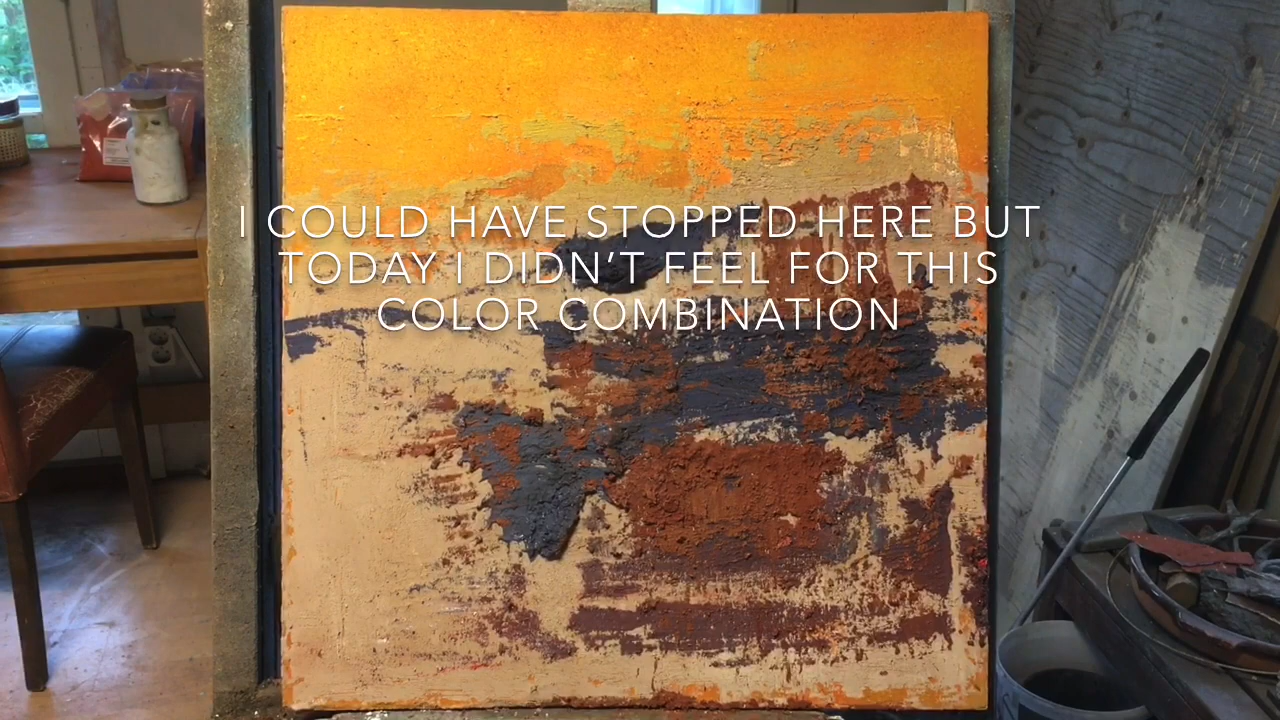 I COULD HAVE STOPPED HERE BUT
TODAY I DIDN’T FEEL FOR THIS
COLOR COMBINATION